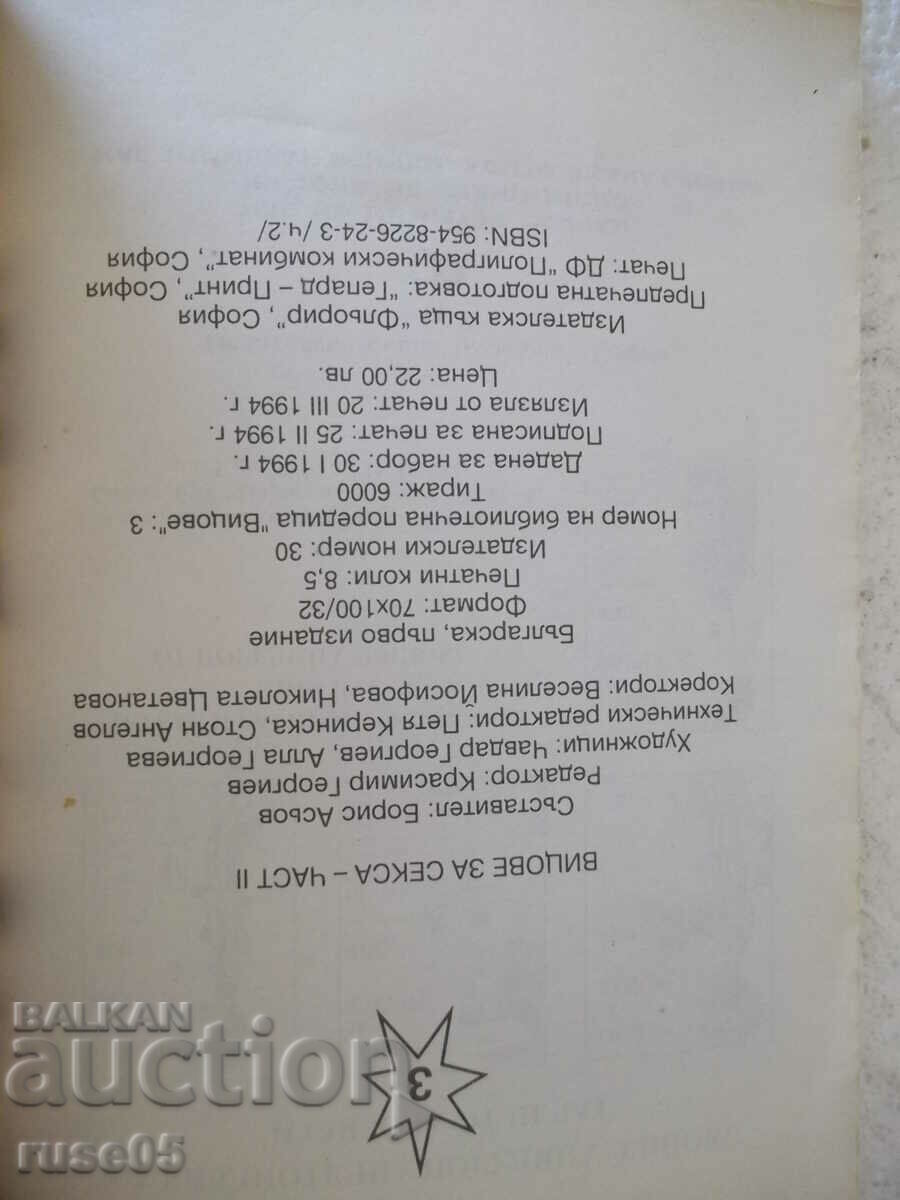 3
ВИЦОВЕ ЗА СЕКСА – ЧАСТ II
Съставител: Борис Асьов
Редактор: Красимир Георгиев
Художници: Чавдар Георгиев, Алла Георгиева
Технически редактори: Петя Керинска, Стоян Ангелов
Коректори: Веселина Йосифова, Николета Цветанова
Българска, първо издание
Формат: 70х100/32
Печатни коли: 8,5
Издателски номер: 30
Номер на библиотечна поредица "Вицове": 3
Тираж: 6000
Дадена за набор: 30 I 1994 г.
Подписана за печат: 25 II 1994 г.
Излязла от печат: 20 III 1994 г.
Цена: 22,00 лв.
Издателска къща "Фльорир", София
Предпечатна подготовка: "Гепард – Принт", София
Печат: ДФ "Полиграфически комбинат", София
ISBN: 954-8226-24-3 /ч.2/
BALKAN
auction
ruse05